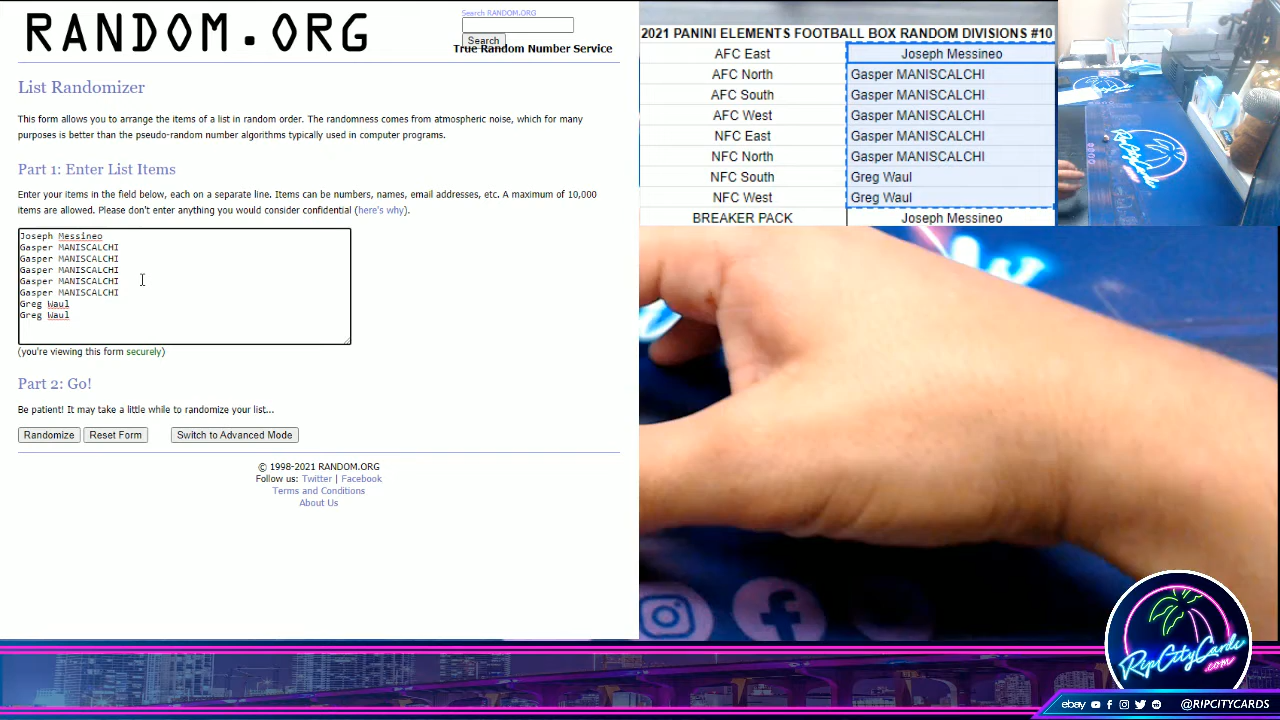 RANDOM.ORG
Search RANDOM.ORG
Search
True Random Number Service
List Randomizer
This form allows you to arrange the items of a list in random order. The randomness comes from atmospheric noise, which for many
purposes is better than the pseudo-random number algorithms typically used in computer programs.
Part 1: Enter List Items
Enter your items in the field below, each on a separate line. Items can be numbers, names, email addresses, etc. A maximum of 10,000
items are allowed. Please don't enter anything you would consider confidential (here's why).
Joseph Messineo
Gasper MANISCALCHI
Gasper MANISCALCHI
Gasper MANISCALCHI
Gasper MANISCALCHI
Gasper MANISCALCHI
Greg Waul
Greg Waul
(you're viewing this form securely)
Part 2: Go!
Be patient! It may take a little while to randomize your list...
Randomize Reset Form Switch to Advanced Mode
© 1998-2021 RANDOM.ORG
Follow us: Twitter | Facebook
Terms and Conditions
About Us
2021 PANINI ELEMENTS FOOTBALL BOX RANDOM DIVISIONS #10
AFC East Joseph Messineo
AFC North Gasper MANISCALCHI
AFC South Gasper MANISCALCHI
AFC West Gasper MANISCALCHI
NFC East Gasper MANISCALCHI
NFC North Gasper MANISCALCHI
NFC South Greg Waul
NFC West Greg Waul
BREAKER PACK Joseph Messineo
RipCityCards
.com
ebay @RIPCITYCARDS